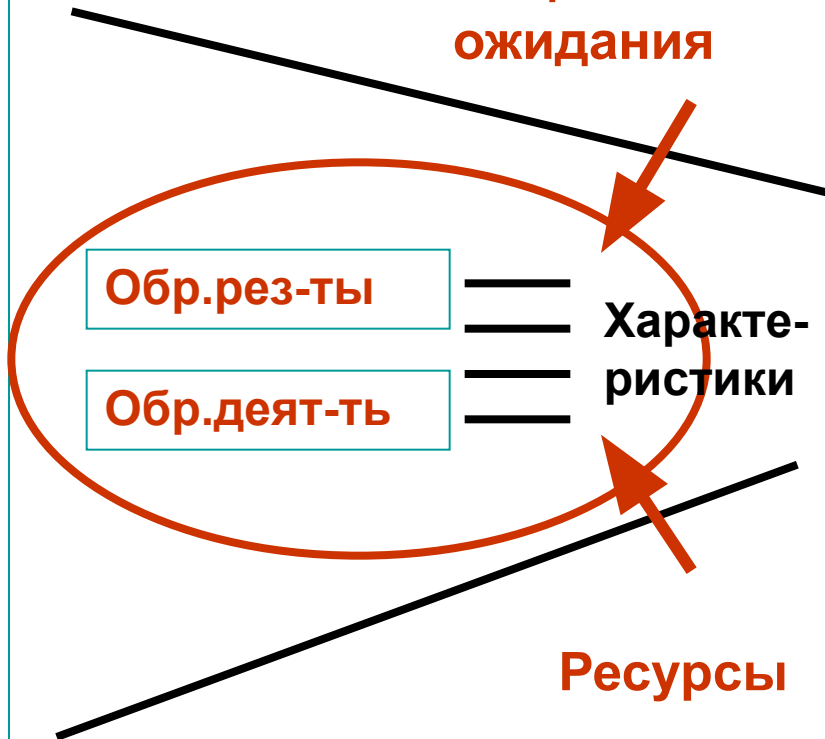 ожидания
Обр.рез-ты
Характе-
ристики
Обр.деят-ть
Ресурсы